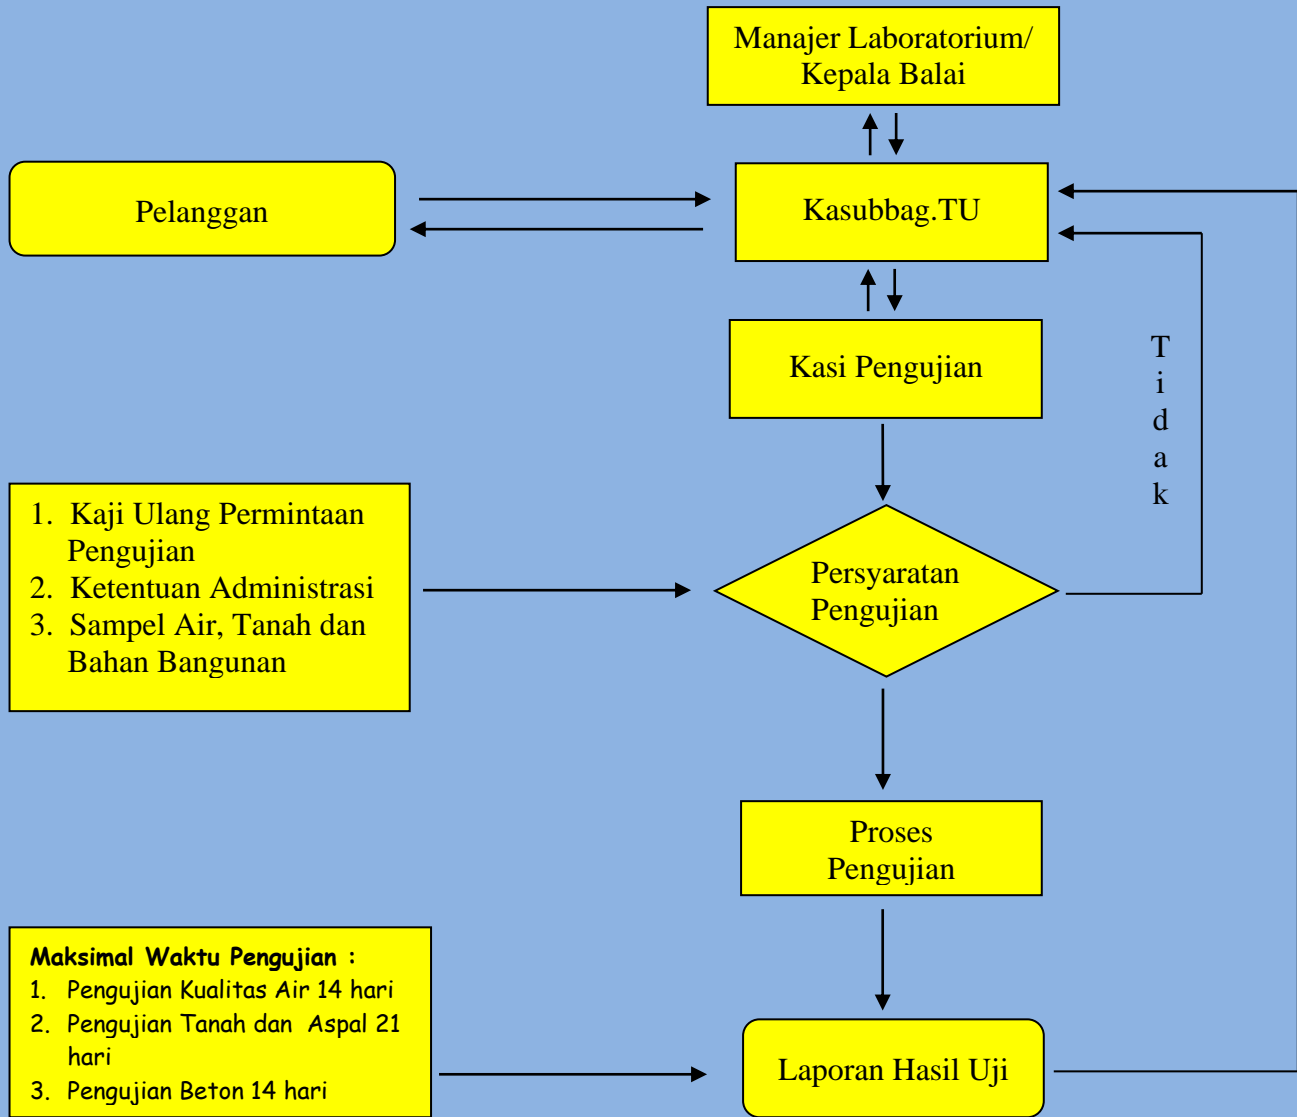 Manajer Laboratorium/
Kepala Balai
Pelanggan
Kasubbag.TU
Kasi Pengujian
T
i
d
a
k
1. Kaji Ulang Permintaan
Pengujian
2. Ketentuan Administrasi
3. Sampel Air, Tanah dan
Bahan Bangunan
Persyaratan
Pengujian
Proses
Pengujian
Maksimal Waktu Pengujian :
1. Pengujian Kualitas Air 14 hari
2. Pengujian Tanah dan Aspal 21
hari
3. Pengujian Beton 14 hari
Laporan Hasil Uji